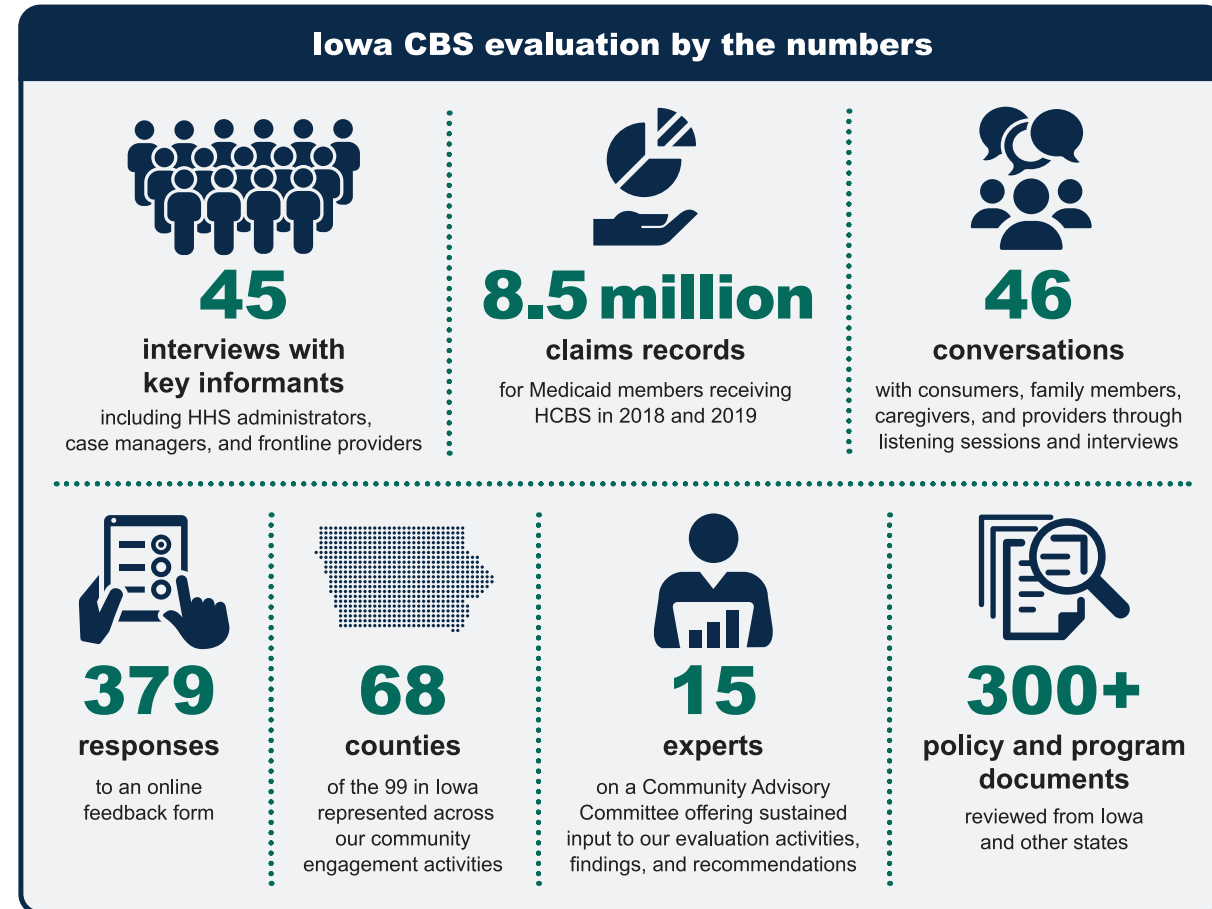 Iowa CBS evaluation by the numbers
45
interviews with
key informants
including HHS administrators,
case managers, and frontline providers
8.5 million
claims records
for Medicaid members receiving
HCBS in 2018 and 2019
46
conversations
with consumers, family members,
caregivers, and providers through
listening sessions and interviews
379
responses
to an online
feedback form
68
counties
of the 99 in Iowa
represented across
our community
engagement activities
15
experts
on a Community Advisory
Committee offering sustained
input to our evaluation activities,
findings, and recommendations
300+
policy and program
documents
reviewed from Iowa
and other states